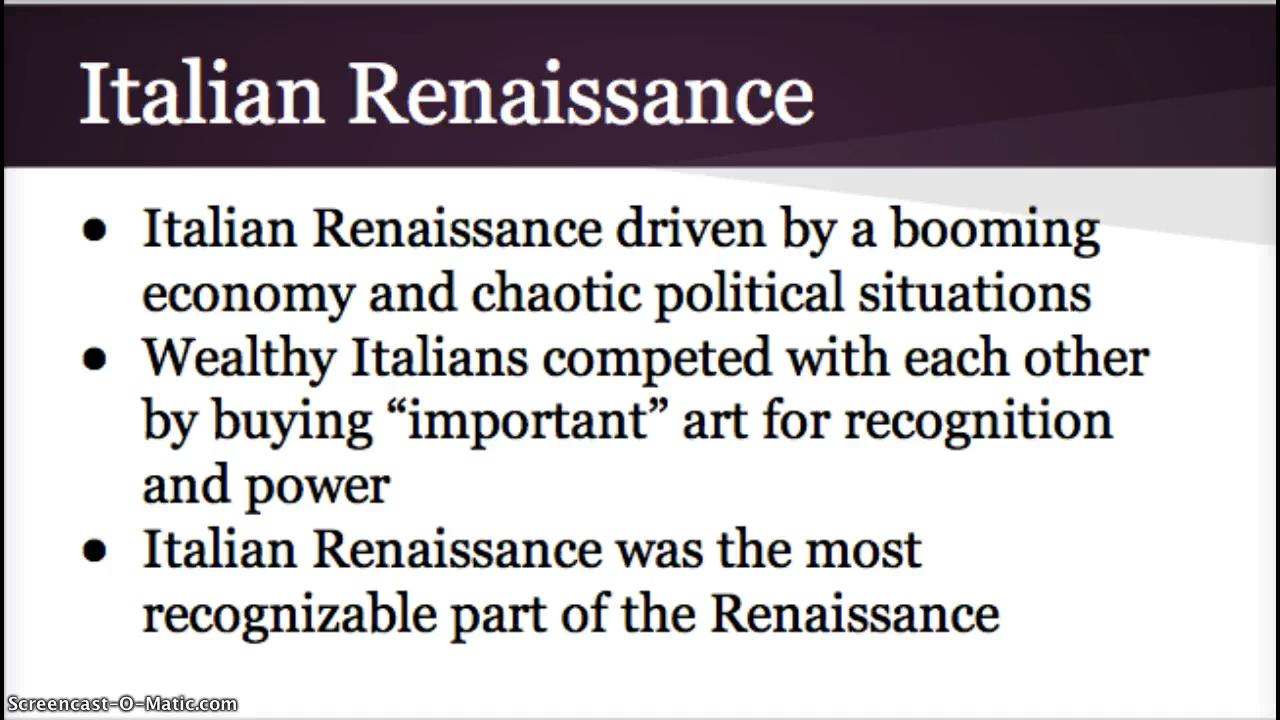 Italian Renaissance
● Italian Renaissance driven by a booming
economy and chaotic political situations
● Wealthy Italians competed with each other
by buying “important” art for recognition
and power
● Italian Renaissance was the most
recognizable part of the Renaissance
Screencast-O-Matic.com